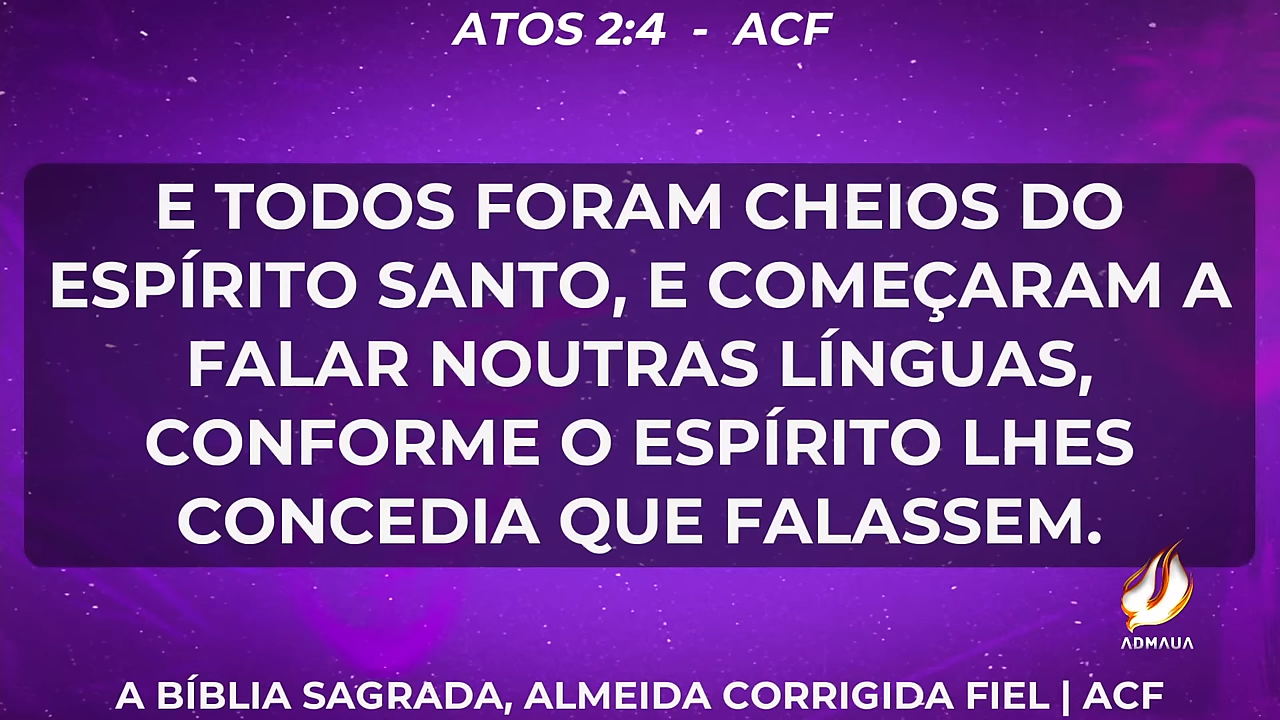 ATOS 2:4 - ACF
E TODOS FORAM CHEIOS DO
ESPÍRITO SANTO, E COMEÇARAM A
FALAR NOUTRAS LÍNGUAS,
CONFORME O ESPÍRITO LHES
CONCEDIA QUE FALASSEM.
ADMAUA
A BÍBLIA SAGRADA, ALMEIDA CORRIGIDA FIEL | ACF